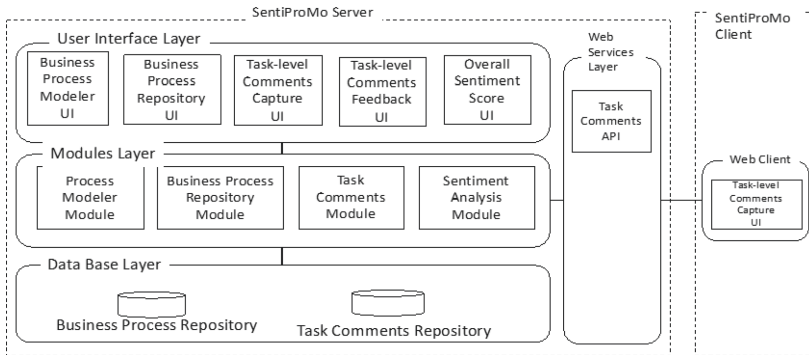 SentiProMo Server
User Interface Layer
Business
Process
Modeler
UI
Business
Process
Repository
UI
Task-level
Comments
Capture
UI
Task-level
Comments
Feedback
UI
Overall
Sentiment
Score
UI
Modules Layer
Process
Modeler
Module
Business Process
Repository
Module
Task
Comments
Module
Sentiment
Analysis
Module
Data Base Layer
Business Process Repository
Task Comments Repository
Web
Services
Layer
Task
Comments
API
SentiProMo
Client
Web Client
Task-level
Comments
Capture
UI